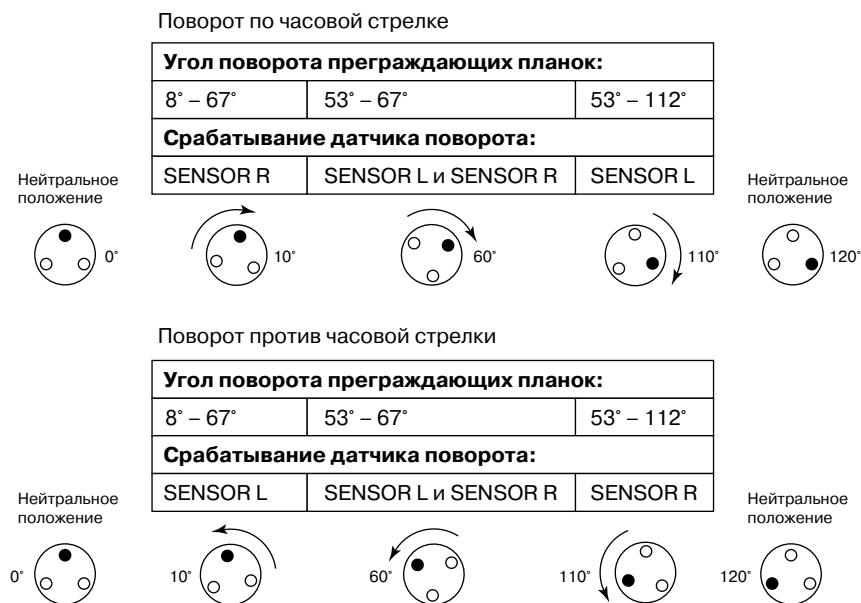 Поворот по часовой стрелке
Угол поворота преграждающих планок:
8° – 67° 53° – 67° 53° – 112°
Срабатывание датчика поворота:
SENSOR R SENSOR L и SENSOR R SENSOR L
Нейтральное
положение
Нейтральное
положение
0° 10° 60° 110° 120°
Поворот против часовой стрелки
Угол поворота преграждающих планок:
8° – 67° 53° – 67° 53° – 112°
Срабатывание датчика поворота:
SENSOR L SENSOR L и SENSOR R SENSOR R
Нейтральное
положение
Нейтральное
положение
0° 10° 60° 110° 120°